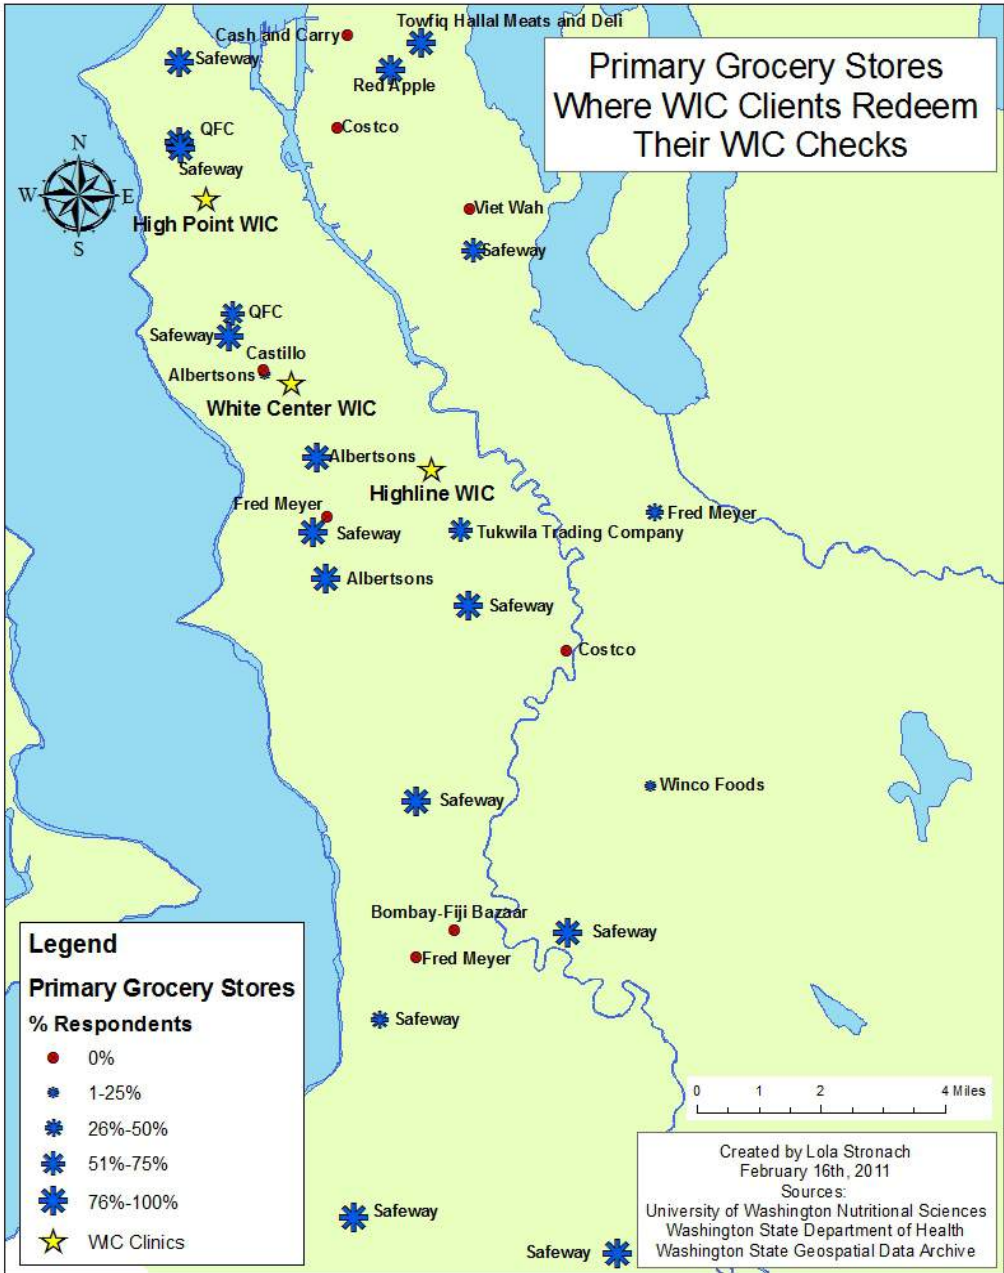 Towfiq Hallal Meats and Deli
Cash and Carry
Safeway
Red Apple
Primary Grocery Stores
Where WIC Clients Redeem
Their WIC Checks
Costco
QFC
Safeway
N
W
E
S
High Point WIC
Viet Wah
Safeway
QFC
Safeway
Castillo
Albertsons
White Center WIC
Albertsons
Highline WIC
Fred Meyer
Safeway
Tukwila Trading Company
Fred Meyer
Albertsons
Safeway
Costco
Winco Foods
Safeway
Bombay-Fiji Bazaar
Safeway
Fred Meyer
Safeway
Legend
Primary Grocery Stores
% Respondents
0%
1-25%
26%-50%
51%-75%
76%-100%
WIC Clinics
0 1 2 4 Miles
Safeway
Safeway
Created by Lola Stronach
February 16th, 2011
Sources:
University of Washington Nutritional Sciences
Washington State Department of Health
Washington State Geospatial Data Archive